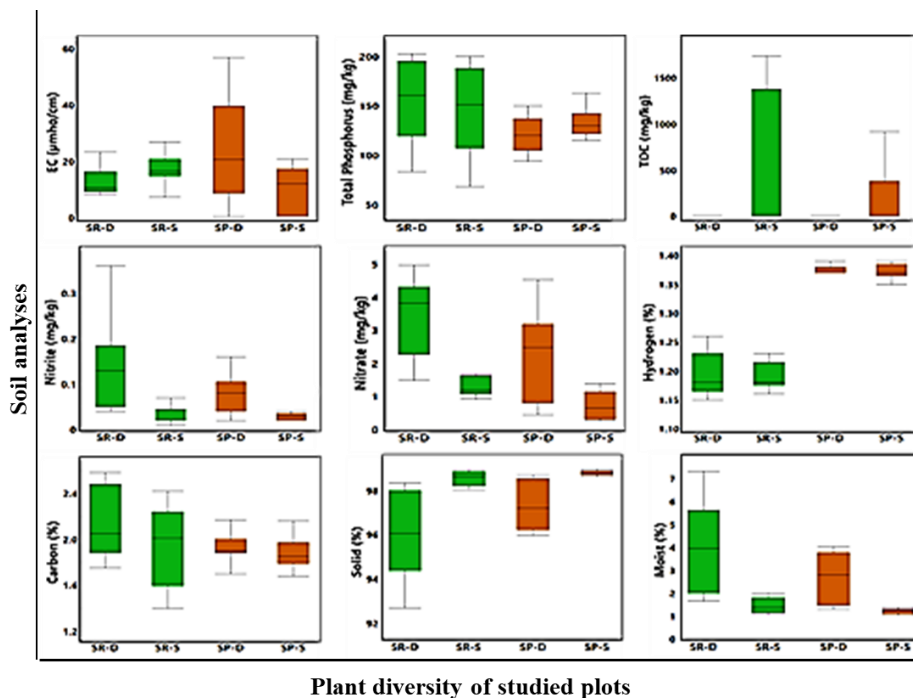 Soil analyses
EC (µmho/cm)
60
40
20
0
SR-D SR-S SP-D SP-S
Total Phosphorus (mg/kg)
200
150
100
50
SR-D SR-S SP-D SP-S
TOC (mg/kg)
1500
1000
500
0
SR-D SR-S SP-D SP-S
Nitrite (mg/kg)
0.3
0.2
0.1
0
SR-D SR-S SP-D SP-S
Nitrate (mg/kg)
5
4
3
2
1
0
SR-D SR-S SP-D SP-S
Hydrogen (%)
1.40
1.35
1.30
1.25
1.20
1.15
1.10
SR-D SR-S SP-D SP-S
Carbon (%)
2.4
2.0
1.6
1.2
SR-D SR-S SP-D SP-S
Solid (%)
98
96
94
92
SR-D SR-S SP-D SP-S
Moist (%)
7
6
5
4
3
2
1
0
SR-D SR-S SP-D SP-S
Plant diversity of studied plots